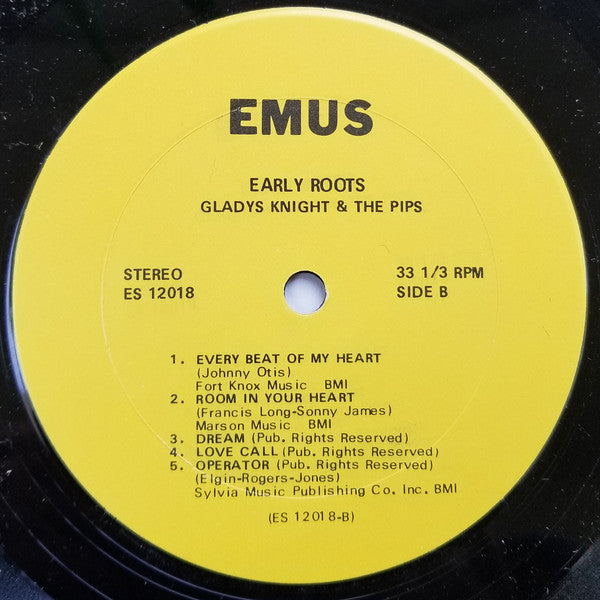 EMUS
EARLY ROOTS
GLADYS KNIGHT & THE PIPS
STEREO
ES 12018
33 1/3 RPM
SIDE B
1. EVERY BEAT OF MY HEART
(Johnny Otis)
Fort Knox Music BMI
2. ROOM IN YOUR HEART
(Francis Long-Sonny James)
Marson Music BMI
3. DREAM (Pub. Rights Reserved)
4. LOVE CALL (Pub. Rights Reserved)
5. OPERATOR (Pub. Rights Reserved)
(Elgin-Rogers-Jones)
Sylvia Music Publishing Co. Inc. BMI
(ES 12018-B)